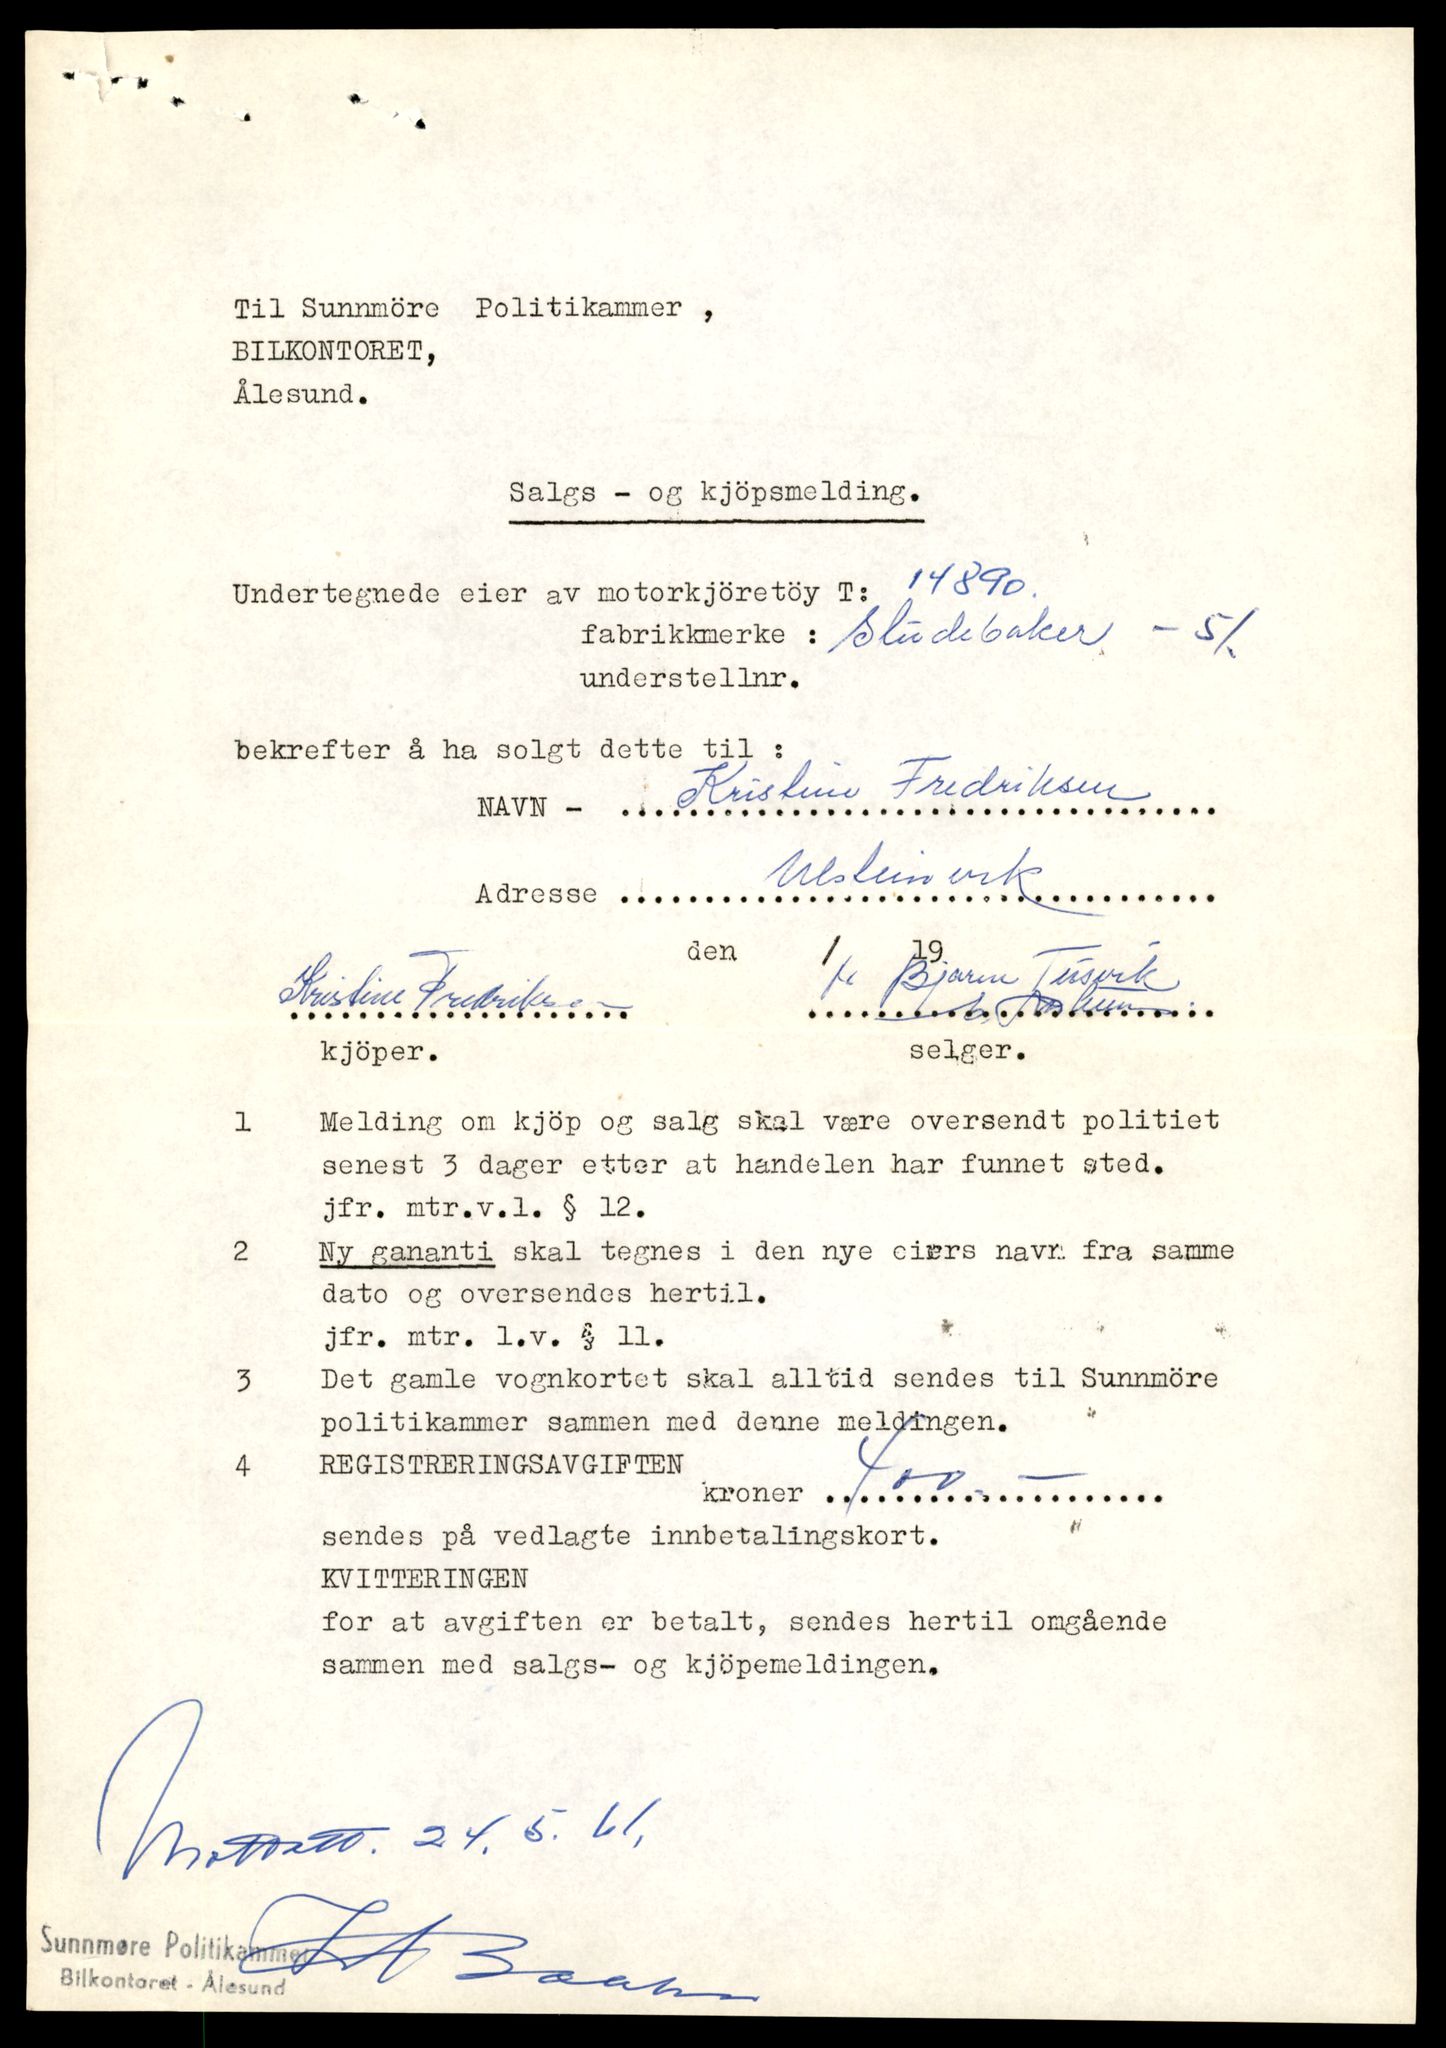 Til Sunnmöre Politikammer ,
BILKONTORET,
Ålesund.
Salgs - og kjöpsmelding.
Undertegnede eier av motorkjöretöy T: 14890.
fabrikkmerke : Studebaker - 51.
understellnr.
bekrefter å ha solgt dette til :
NAVN - Kristine Fredriksen
Adresse Ulsteinvik
den / 19
Kristine Fredriksen
Bjarne Tusvik
kjöper. selger.
1 Melding om kjöp og salg skal være oversendt politiet
senest 3 dager etter at handelen har funnet sted.
jfr. mtr.v.l. § 12.
2 Ny gananti skal tegnes i den nye eiers navn fra samme
dato og oversendes hertil.
jfr. mtr. l.v. § 11.
3 Det gamle vognkortet skal alltid sendes til Sunnmöre
politikammer sammen med denne meldingen.
4 REGISTRERINGSAVGIFTEN
kroner 400.-
sendes på vedlagte innbetalingskort.
KVITTERINGEN
for at avgiften er betalt, sendes hertil omgående
sammen med salgs- og kjöpemeldingen.
Mottatt. 24.5.61.
Sunnmøre Politikammer
Bilkontoret - Ålesund